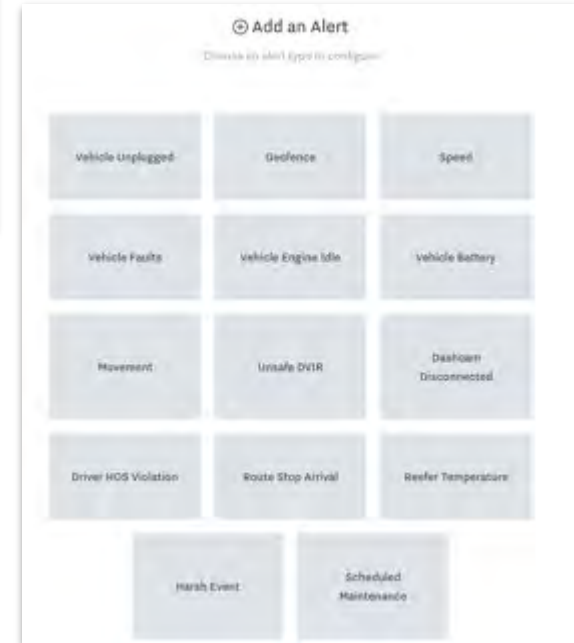 ⊕ Add an Alert
Choose an alert type to configure
Vehicle Unplugged
Geofence
Speed
Vehicle Faults
Vehicle Engine Idle
Vehicle Battery
Movement
Unsafe DVIR
Dashcam
Disconnected
Driver HOS Violation
Route Stop Arrival
Reefer Temperature
Harsh Event
Scheduled
Maintenance